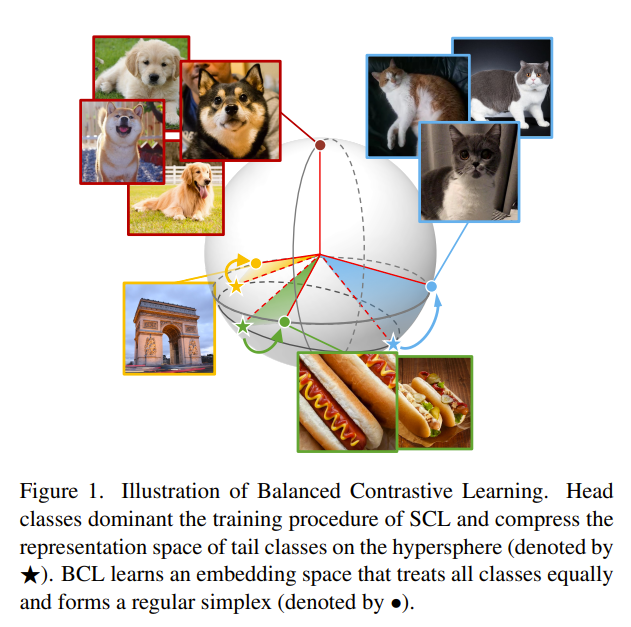 Figure 1. Illustration of Balanced Contrastive Learning. Head
classes dominant the training procedure of SCL and compress the
representation space of tail classes on the hypersphere (denoted by
★). BCL learns an embedding space that treats all classes equally
and forms a regular simplex (denoted by ●).